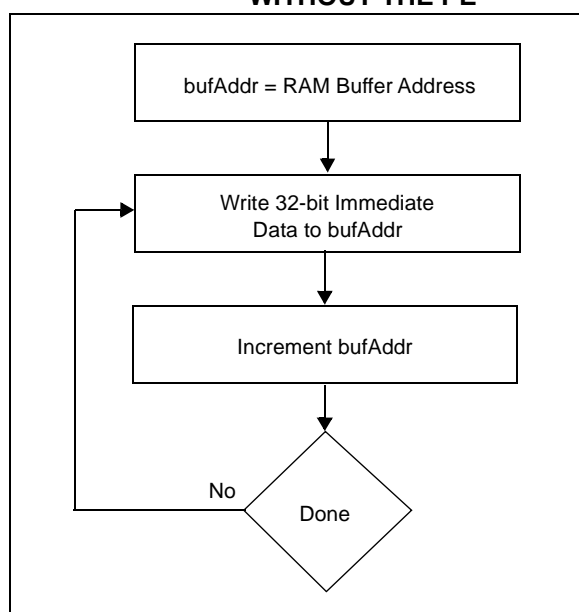 WITHOUT THE PE
bufAddr = RAM Buffer Address
Write 32-bit Immediate
Data to bufAddr
Increment bufAddr
No
Done